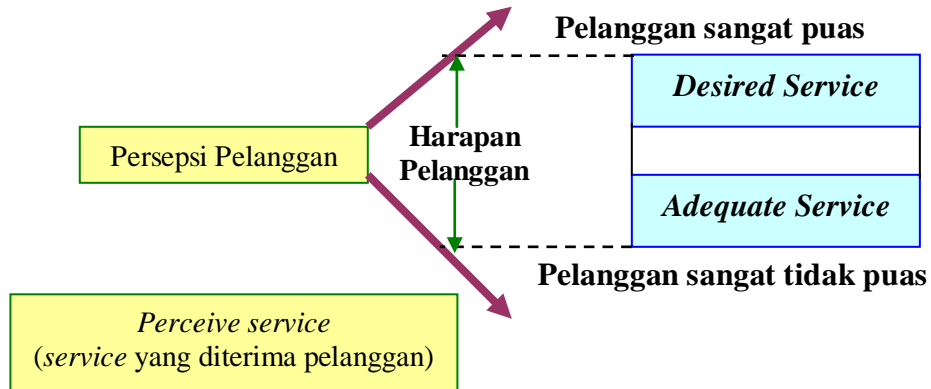 Pelanggan sangat puas
Desired Service
Persepsi Pelanggan
Harapan
Pelanggan
Adequate Service
Pelanggan sangat tidak puas
Perceive service
(service yang diterima pelanggan)